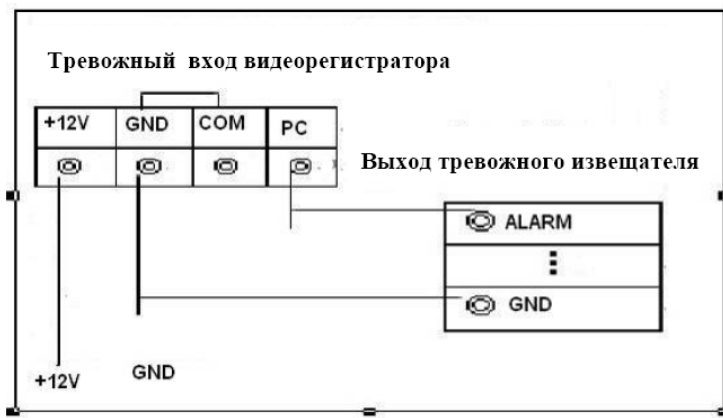 Тревожный вход видеорегистратора
+12V GND COM PC
Выход тревожного извещателя
ALARM
GND
+12V GND